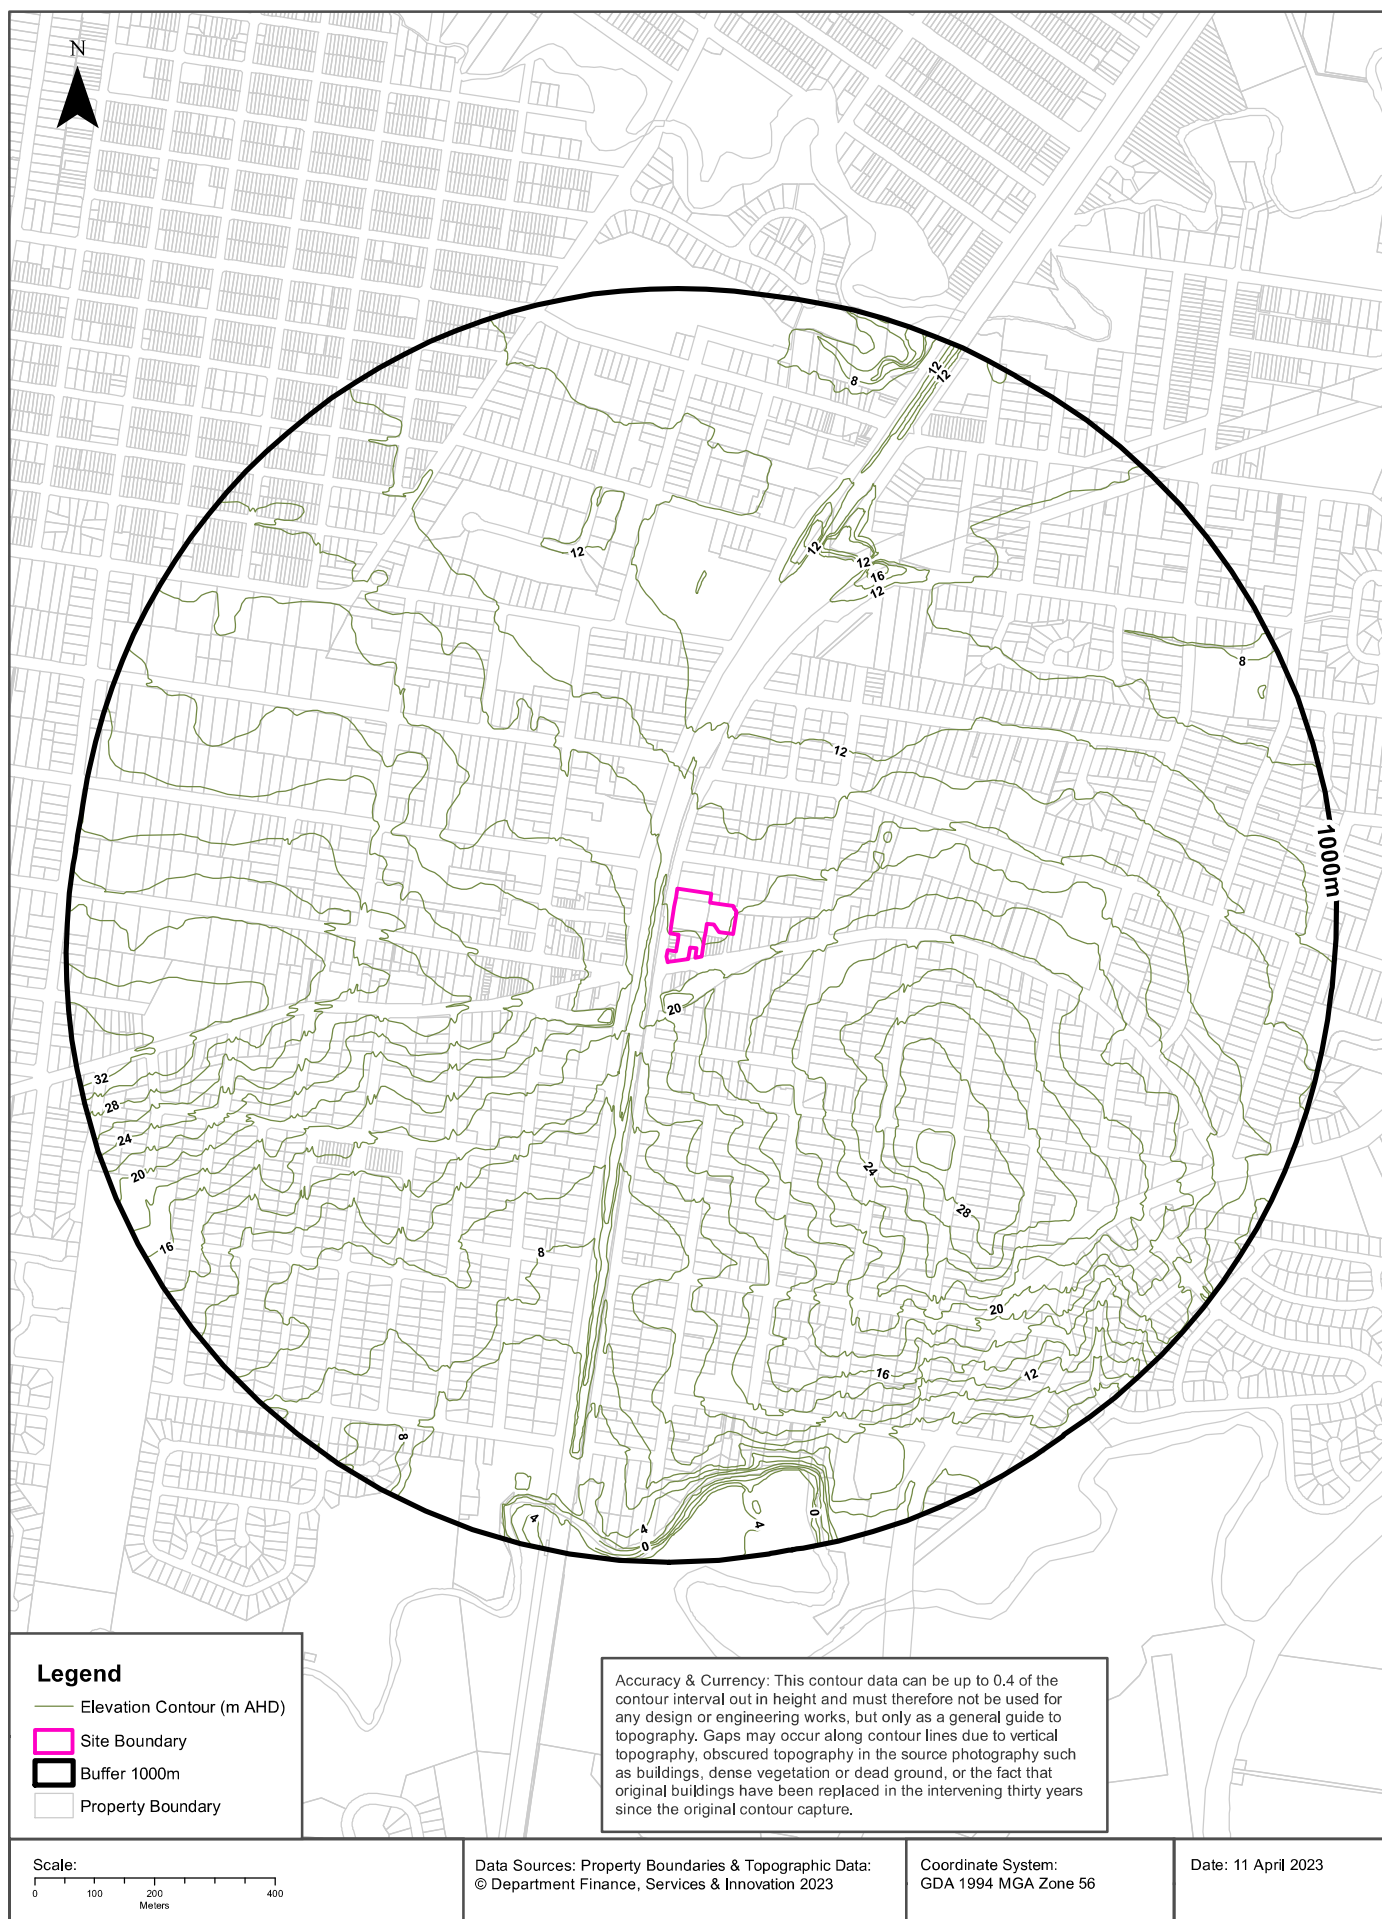 N
12
12
8
12
12
12
16
12
8
12
1000m
20
32
28
24
20
16
24
28
8
20
16
12
8
4
4
0
4
0
Legend
Elevation Contour (m AHD)
Site Boundary
Buffer 1000m
Property Boundary
Accuracy & Currency: This contour data can be up to 0.4 of the
contour interval out in height and must therefore not be used for
any design or engineering works, but only as a general guide to
topography. Gaps may occur along contour lines due to vertical
topography, obscured topography in the source photography such
as buildings, dense vegetation or dead ground, or the fact that
original buildings have been replaced in the intervening thirty years
since the original contour capture.
Scale:
0 100 200 400
Meters
Data Sources: Property Boundaries & Topographic Data:
© Department Finance, Services & Innovation 2023
Coordinate System:
GDA 1994 MGA Zone 56
Date: 11 April 2023